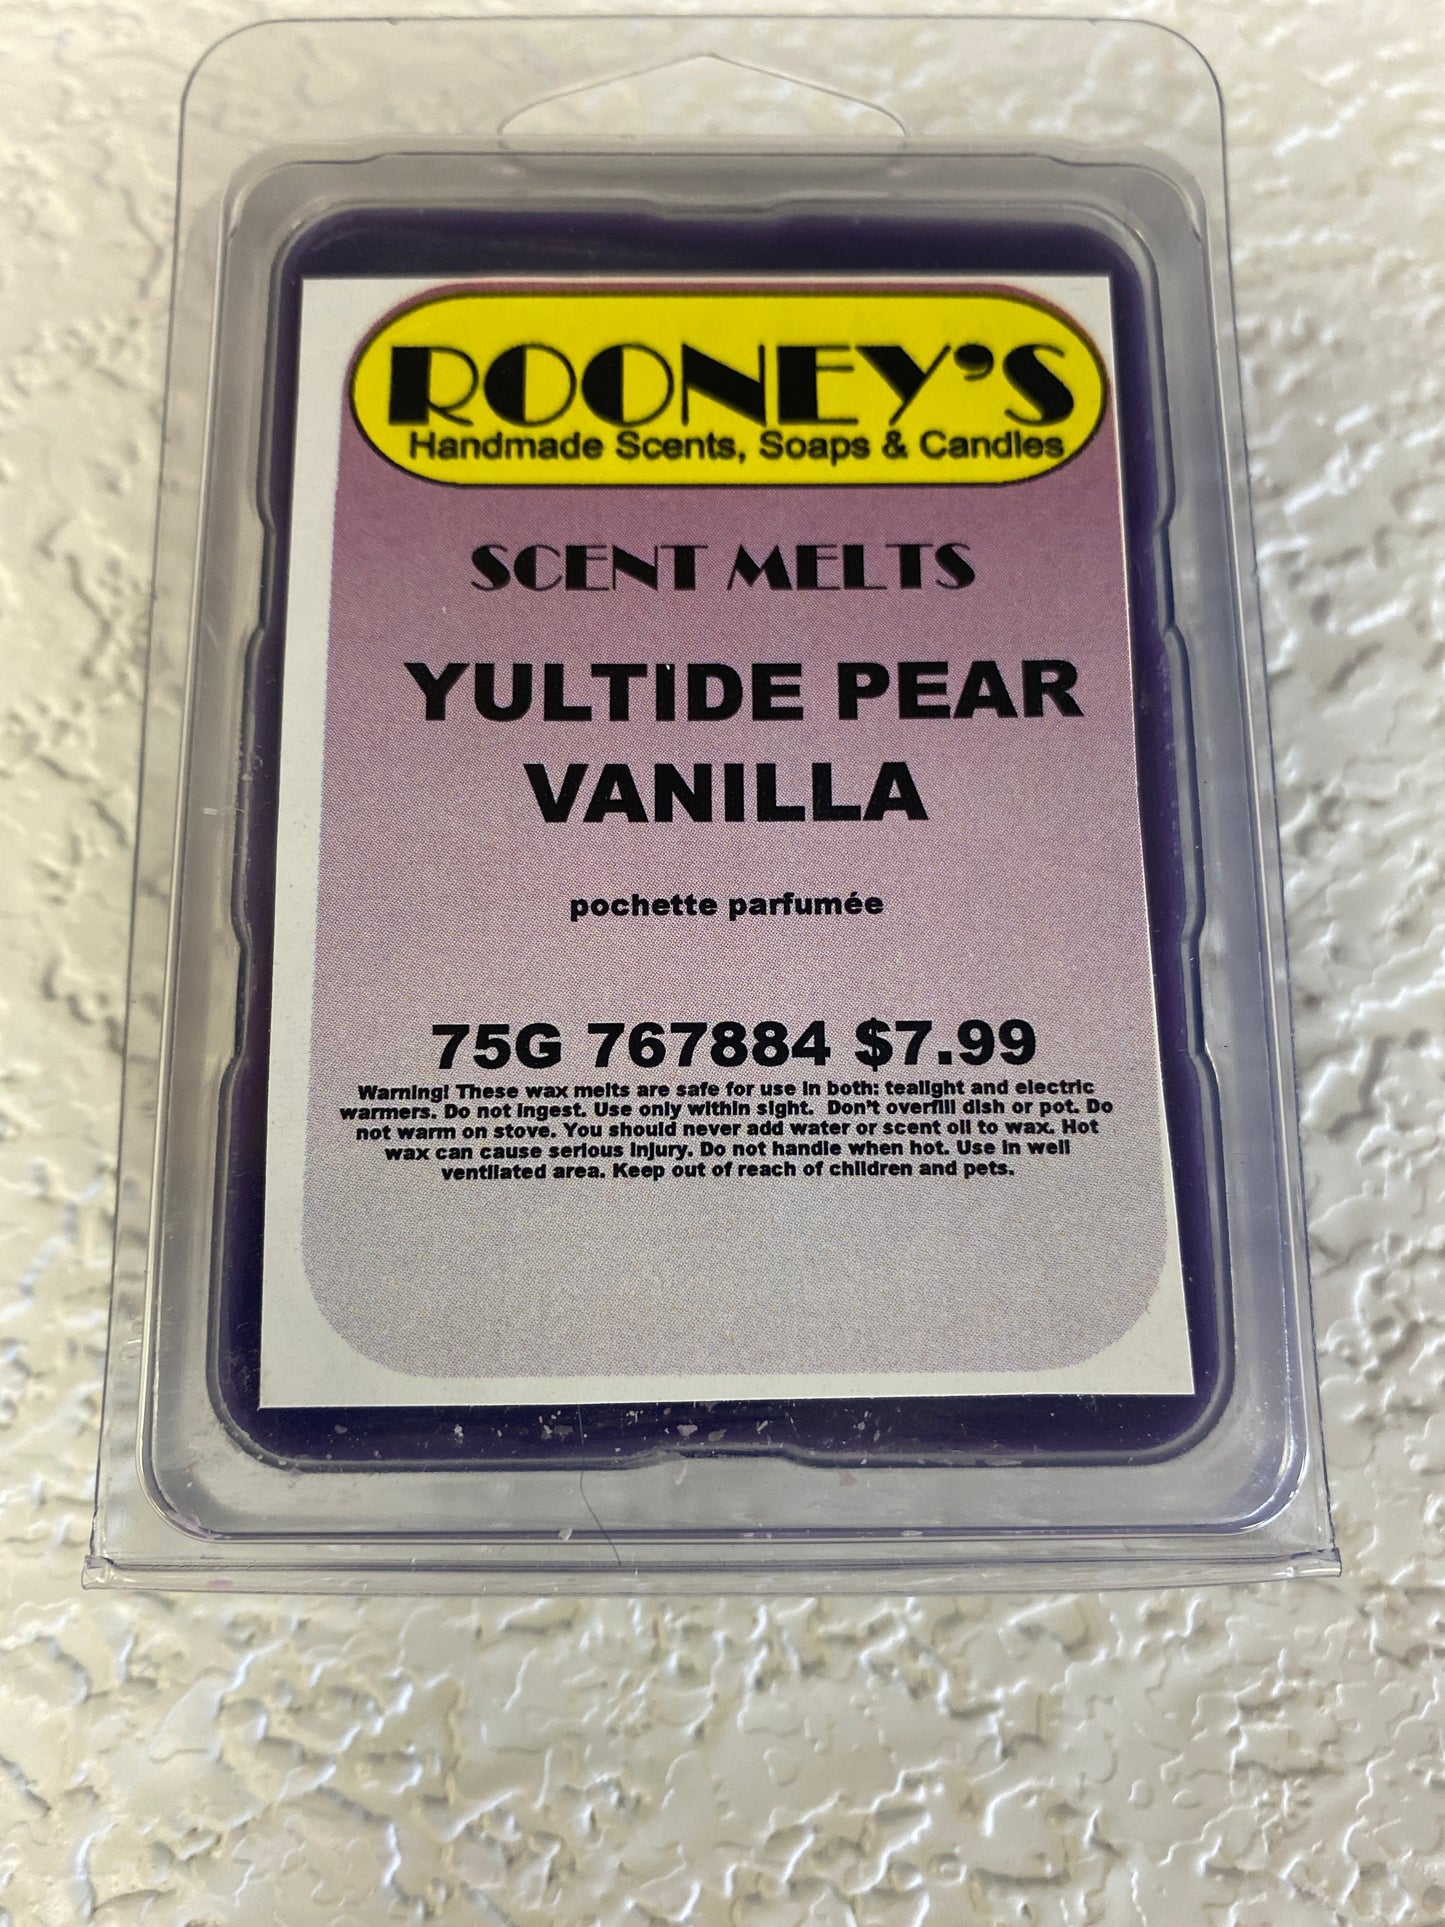 ROONEY'S
Handmade Scents, Soaps & Candles
SCENT MELTS
YULTIDE PEAR
VANILLA
pochette parfumée
75G 767884 $7.99
Warning! These wax melts are safe for use in both: tealight and electric
warmers. Do not ingest. Use only within sight. Don't overfill dish or pot. Do
not warm on stove. You should never add water or scent oil to wax. Hot
wax can cause serious injury. Do not handle when hot. Use in well
ventilated area. Keep out of reach of children and pets.